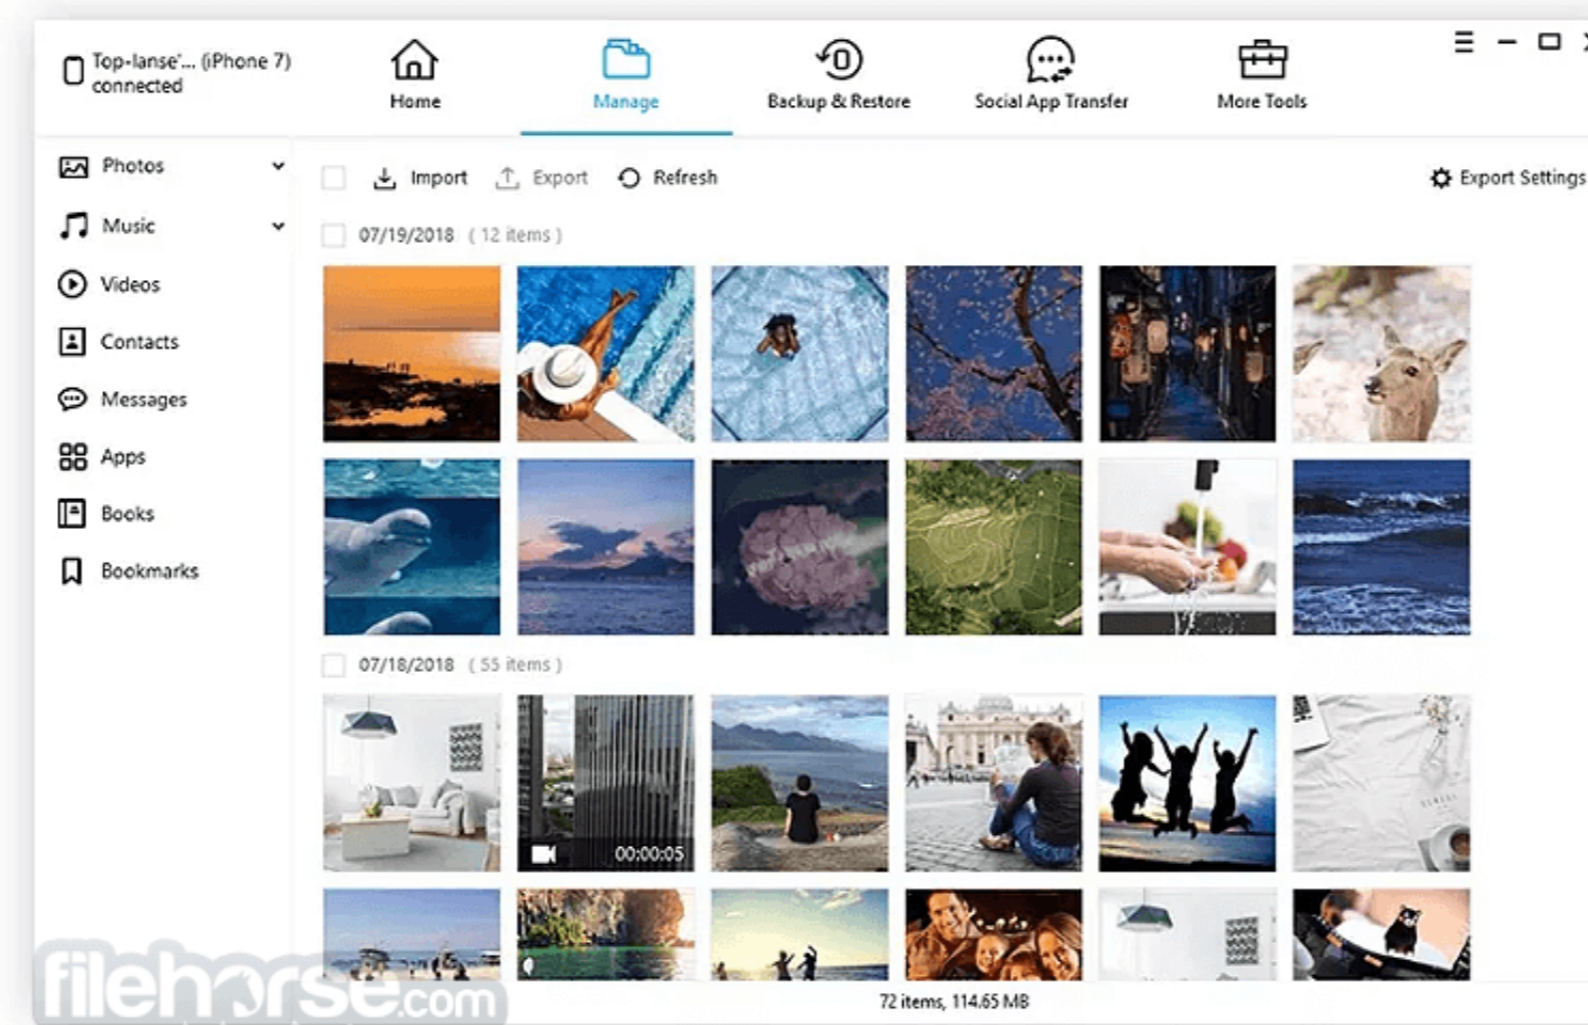 Top-lanse'... (iPhone 7)
connected
Home
Manage
Backup & Restore
Social App Transfer
More Tools
Photos
Music
Videos
Contacts
Messages
Apps
Books
Bookmarks
Import
Export
Refresh
Export Settings
07/19/2018 ( 12 items )
07/18/2018 ( 55 items )
00:00:05
72 items, 114.65 MB
filehorse.com